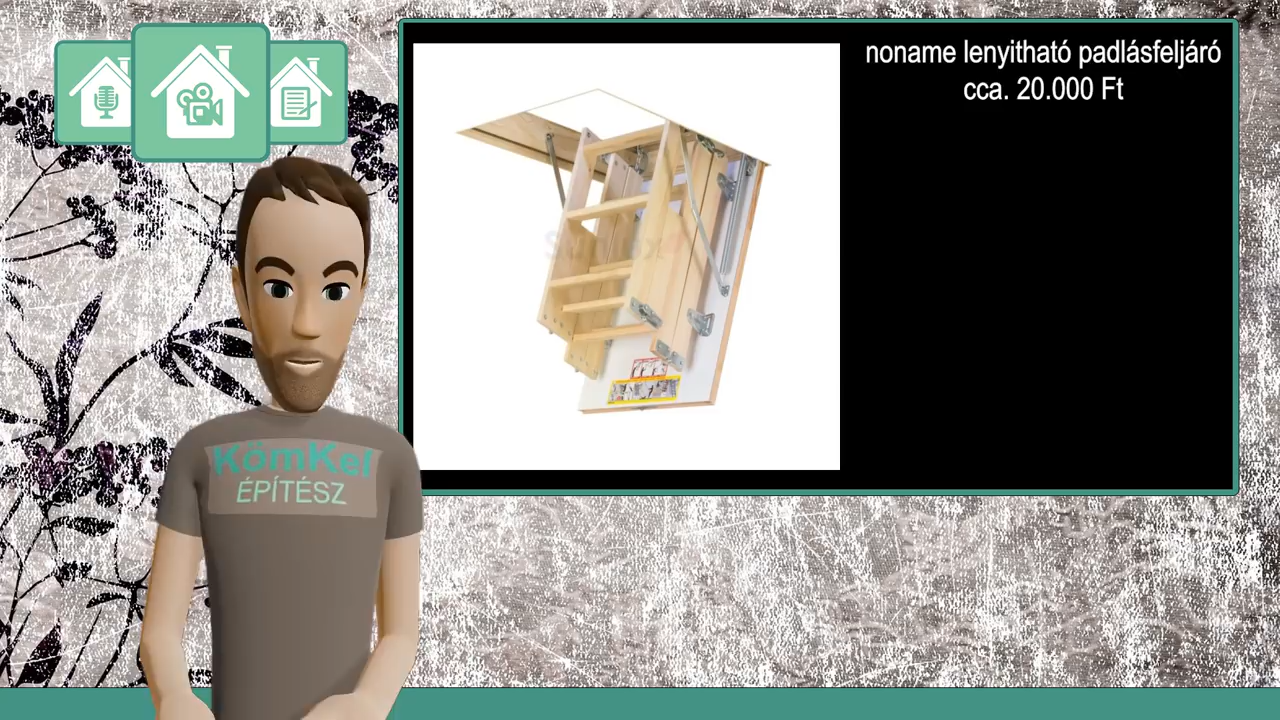 noname lenyitható padlásfeljáró
cca. 20.000 Ft
KömKel
ÉPÍTÉSZ